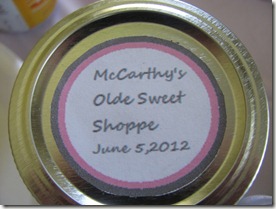 McCarthy's
Olde Sweet
Shoppe
June 5,2012